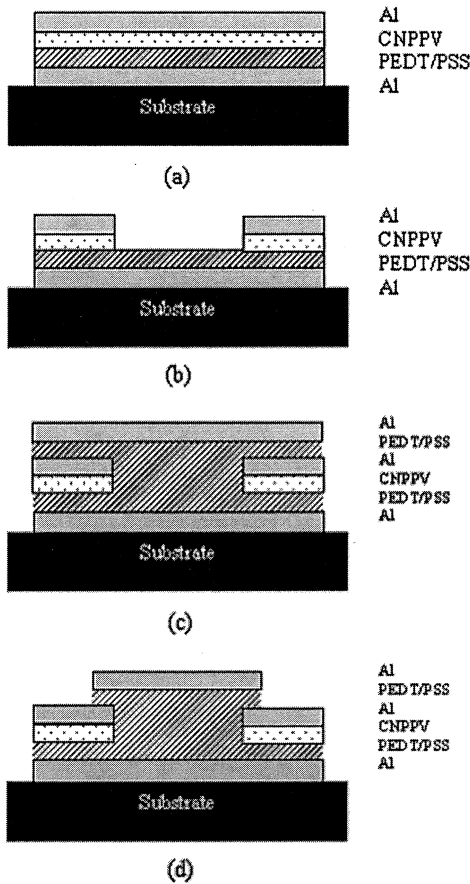 Al
CNPPV
PEDT/PSS
Al
Substrate
(a)
Al
CNPPV
PEDT/PSS
Al
Substrate
(b)
Al
PEDT/PSS
Al
CNPPV
PEDT/PSS
Al
Substrate
(c)
Al
PEDT/PSS
Al
CNPPV
PEDT/PSS
Al
Substrate
(d)